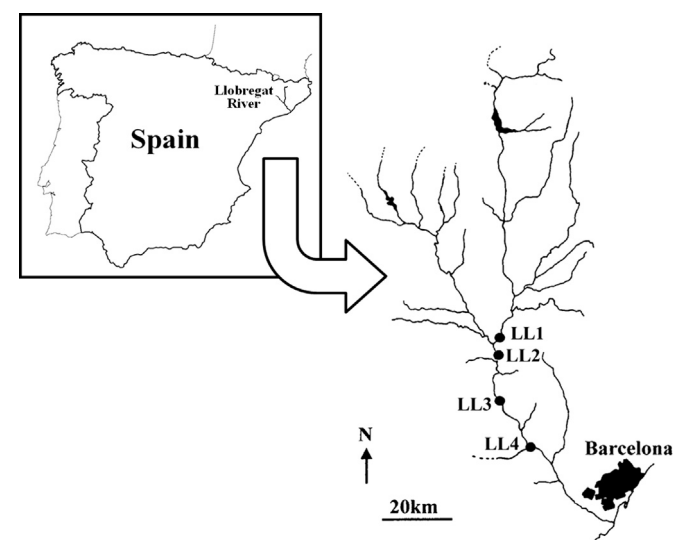 Llobregat
River
Spain
LL1
LL2
LL3
LL4
Barcelona
N
20km